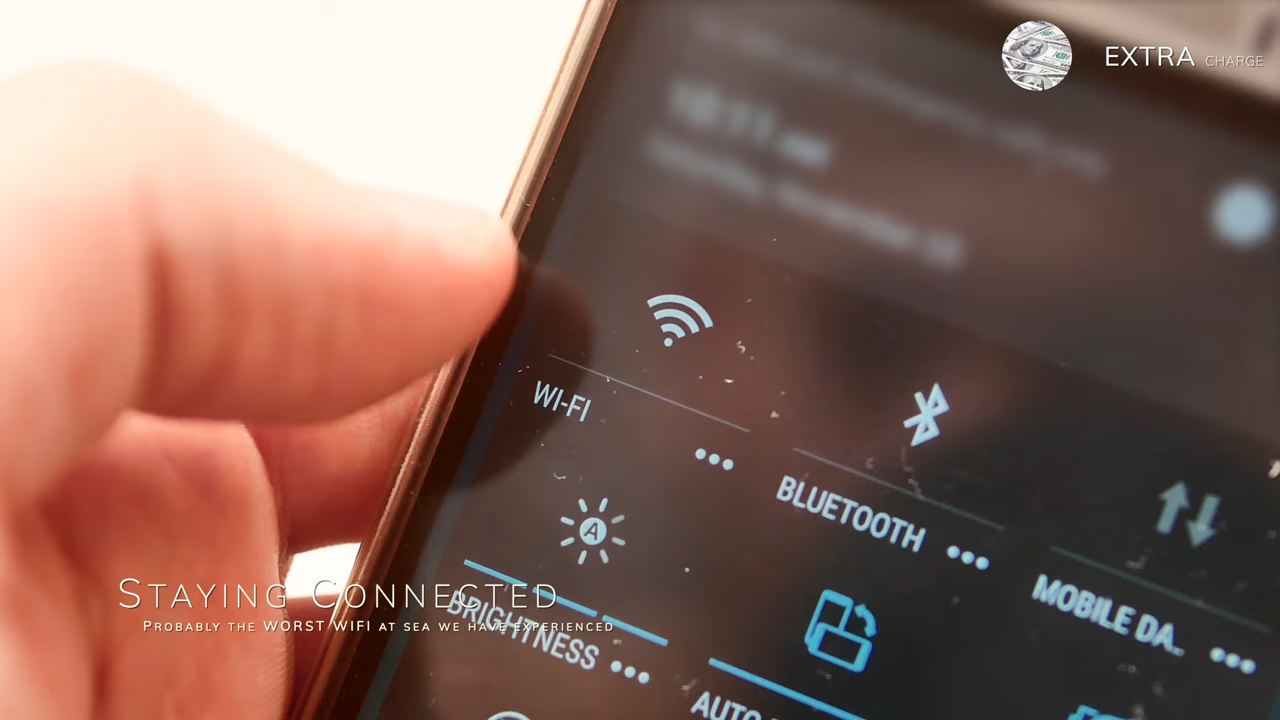 EXTRA CHARGE
WI-FI
BLUETOOTH
MOBILE DA..
STAYING CONNECTED
PROBABLY THE WORST WIFI AT SEA WE HAVE EXPERIENCED
BRIGHTNESS
AUTO